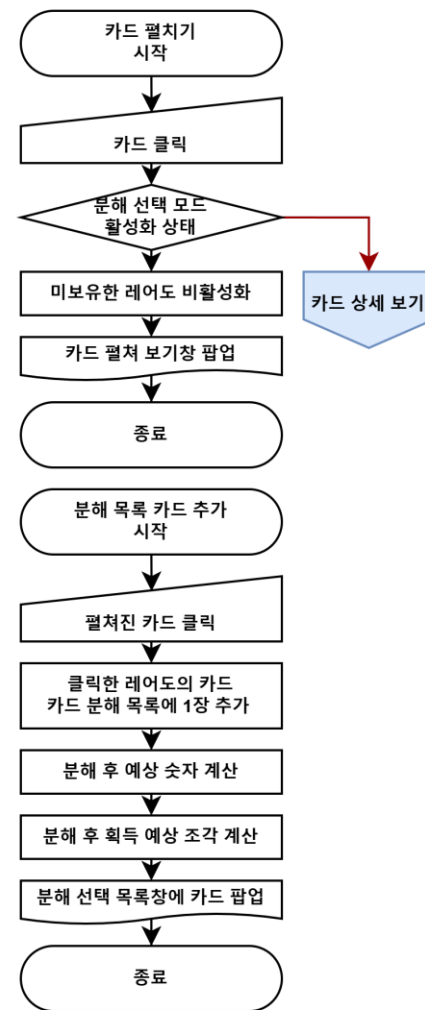 카드 펼치기
시작
카드 클릭
분해 선택 모드
활성화 상태
미보유한 레어도 비활성화
카드 상세 보기
카드 펼쳐 보기창 팝업
종료
분해 목록 카드 추가
시작
펼쳐진 카드 클릭
클릭한 레어도의 카드
카드 분해 목록에 1장 추가
분해 후 예상 숫자 계산
분해 후 획득 예상 조각 계산
분해 선택 목록창에 카드 팝업
종료